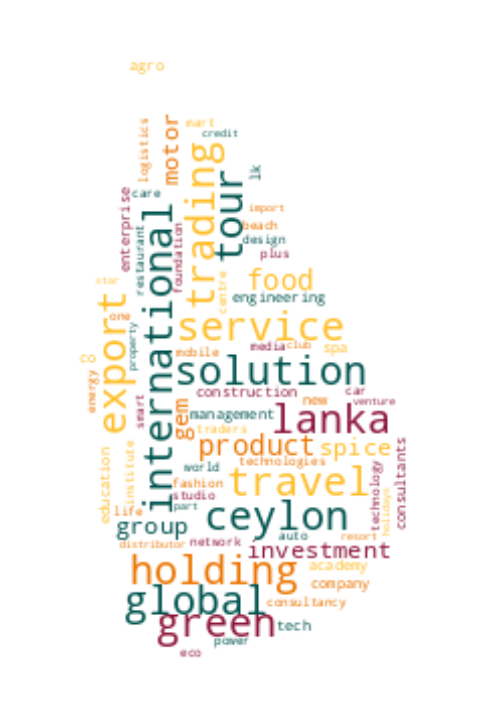 agro
mart
credit
logistics
motor
trading
tour
lk
care
enterprise
import
beach
design
plus
restaurant
foundation
international
centre
food
engineering
star
export
one
property
service
mobile
media
club
spa
co
energy
solution
construction
car
venture
new
smart
gem
management
lanka
traders
product
spice
consultants
education
institute
world
technologies
travel
technology
holidays
fashion
studio
part
life
group
ceylon
auto
resort
distributor
network
investment
holding
academy
company
global
consultancy
green
tech
power
eco